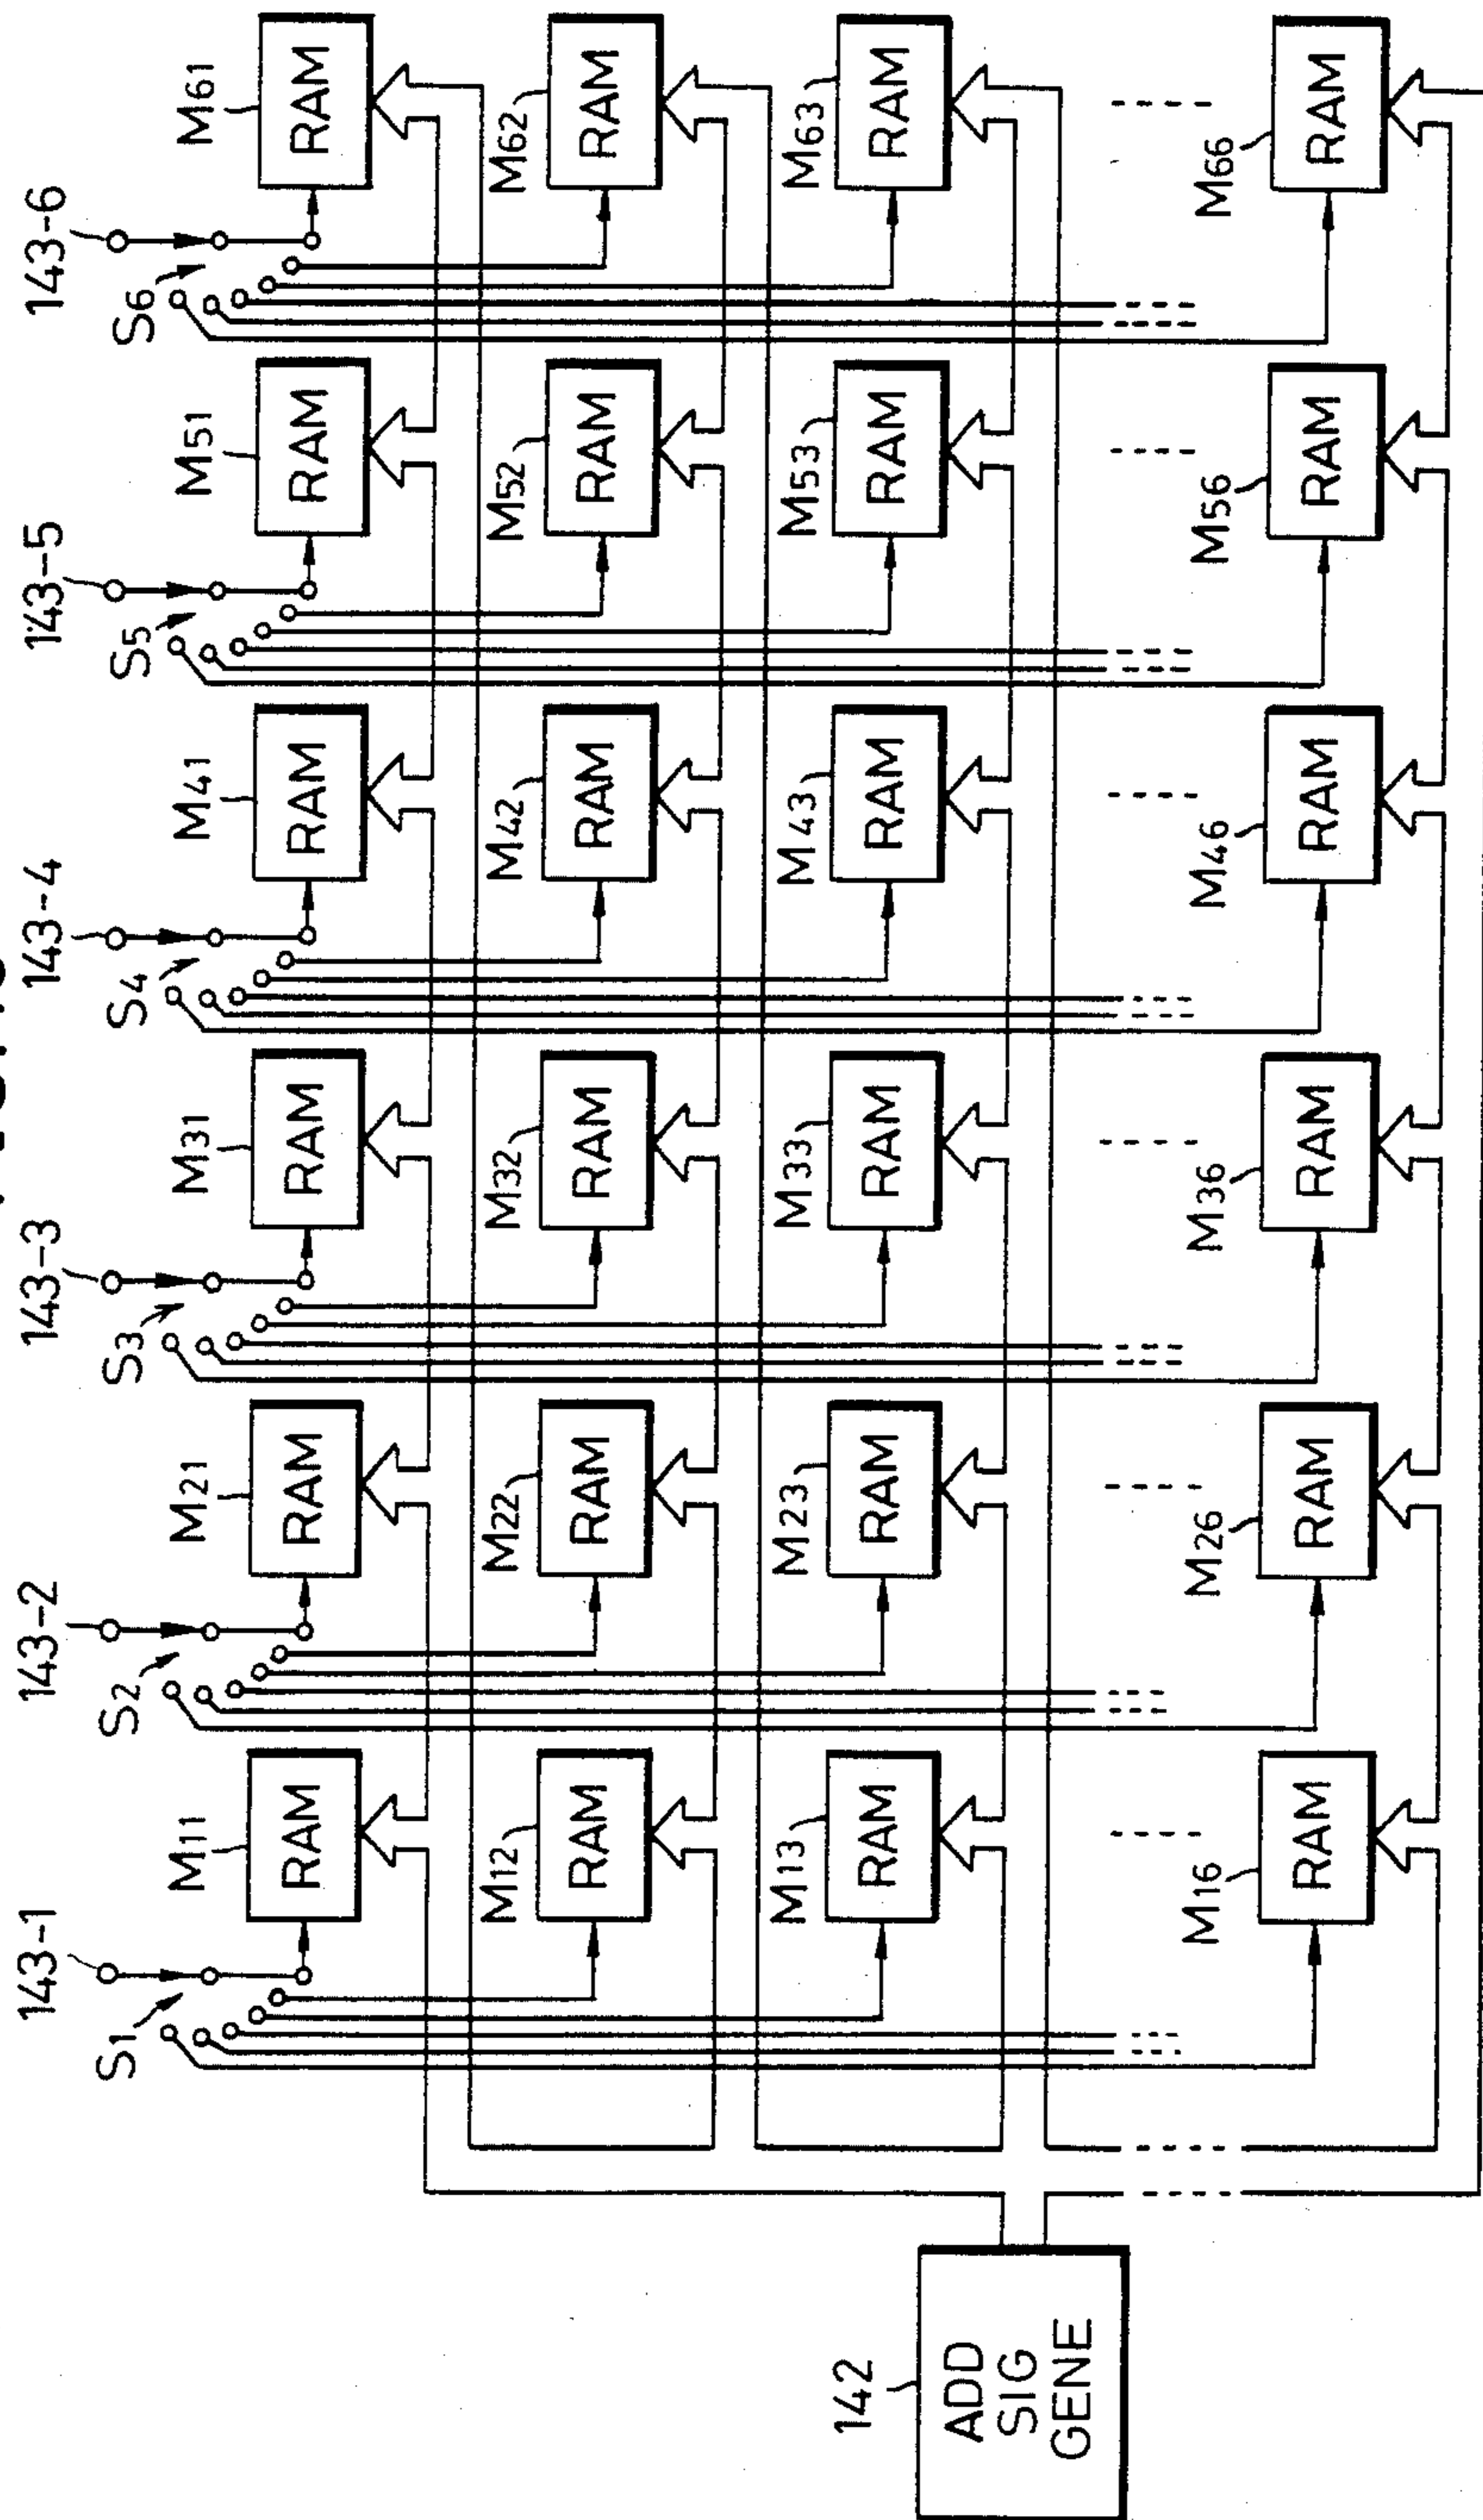 143-1 143-2 143-3 143-4 143-5 143-6
S1 S2 S3 S4 S5 S6
M11 M21 M31 M41 M51 M61
RAM RAM RAM RAM RAM RAM
M12 M22 M32 M42 M52 M62
RAM RAM RAM RAM RAM RAM
M13 M23 M33 M43 M53 M63
RAM RAM RAM RAM RAM RAM
142
ADD
SIG
GENE
M16 M26 M36 M46 M56 M66
RAM RAM RAM RAM RAM RAM